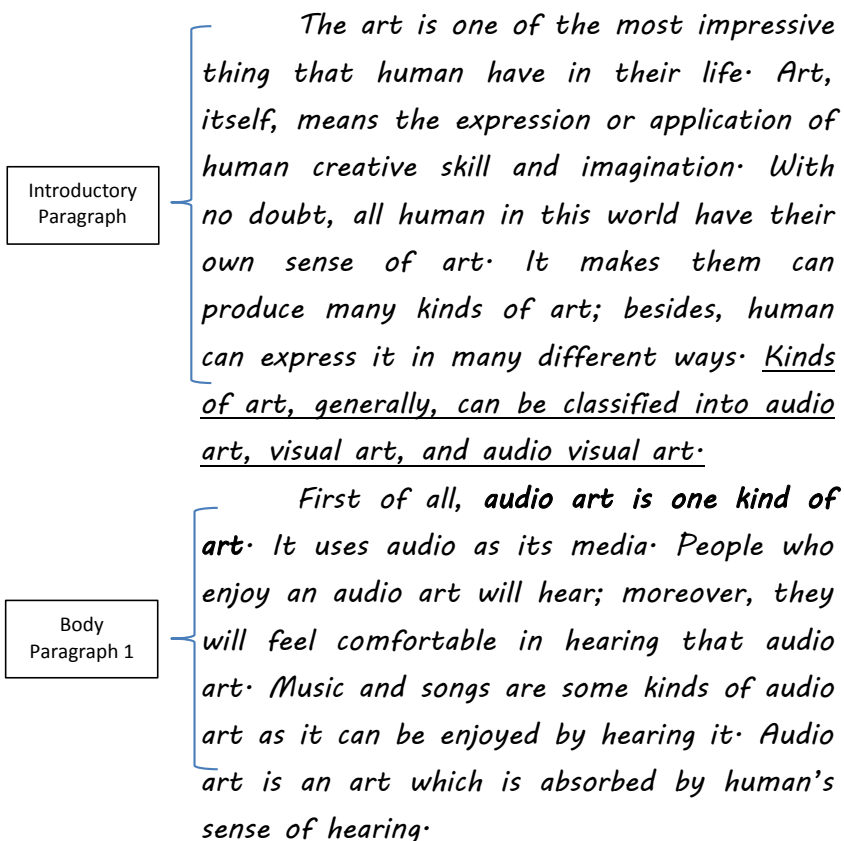 The art is one of the most impressive
thing that human have in their life. Art,
itself, means the expression or application of
human creative skill and imagination. With
no doubt, all human in this world have their
own sense of art. It makes them can
produce many kinds of art; besides, human
can express it in many different ways. Kinds
of art, generally, can be classified into audio
art, visual art, and audio visual art.
Introductory
Paragraph
First of all, audio art is one kind of
art. It uses audio as its media. People who
enjoy an audio art will hear; moreover, they
will feel comfortable in hearing that audio
art. Music and songs are some kinds of audio
art as it can be enjoyed by hearing it. Audio
art is an art which is absorbed by human's
sense of hearing.
Body
Paragraph 1